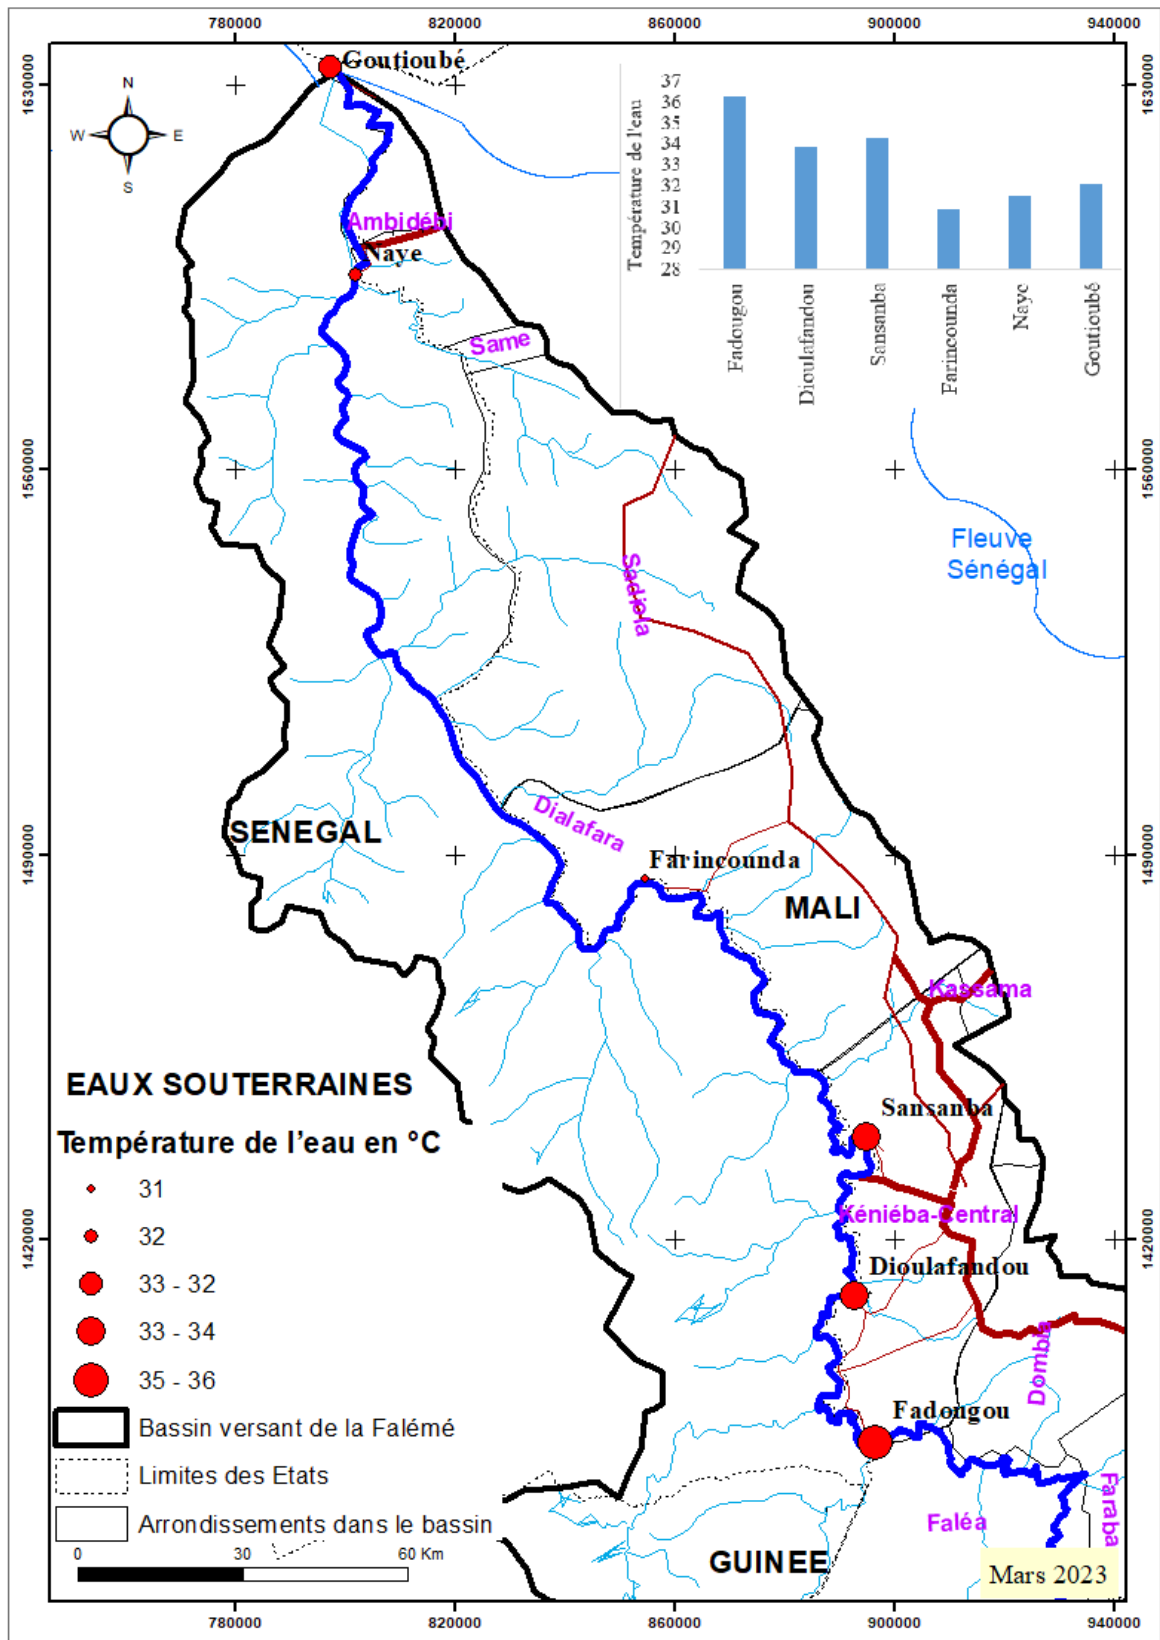 780000
820000
860000
900000
940000
1630000
1630000
Goutioubé
N
W
E
S
Température de l'eau
37
36
35
34
33
32
31
30
29
28
Fadougou
Dioulafandou
Sansanba
Farincounda
Naye
Goutioubé
Ambidébi
Naye
Same
1560000
1560000
Fleuve
Sénégal
Sadiola
Dialafara
SENEGAL
Farincounda
1490000
1490000
MALI
Kassama
EAUX SOUTERRAINES
Sansanba
Température de l'eau en °C
31
32
33 - 32
33 - 34
35 - 36
Kéniéba-Central
1420000
1420000
Dioulafandou
Dombia
Fadongou
Bassin versant de la Falémé
Limites des Etats
Arrondissements dans le bassin
Faléa
Faraba
0
30
60 Km
GUINEE
Mars 2023
780000
820000
860000
900000
940000